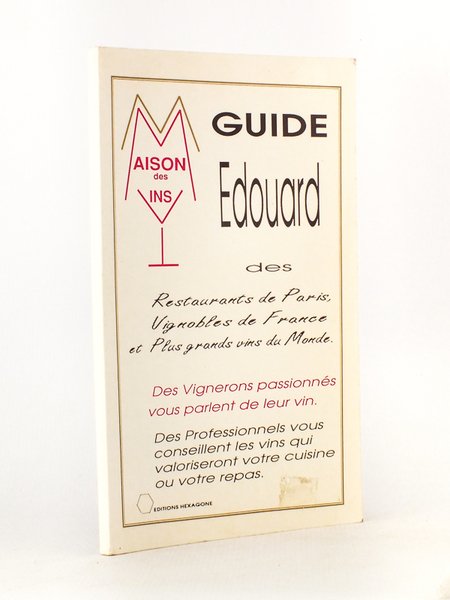 MAISON
des
VINS
GUIDE
Edouard
des
Restaurants de Paris,
Vignobles de France
et Plus grands vins du Monde.
Des Vignerons passionnés
vous parlent de leur vin.
Des Professionnels vous
conseillent les vins qui
valoriseront votre cuisine
ou votre repas.
EDITIONS HEXAGONE